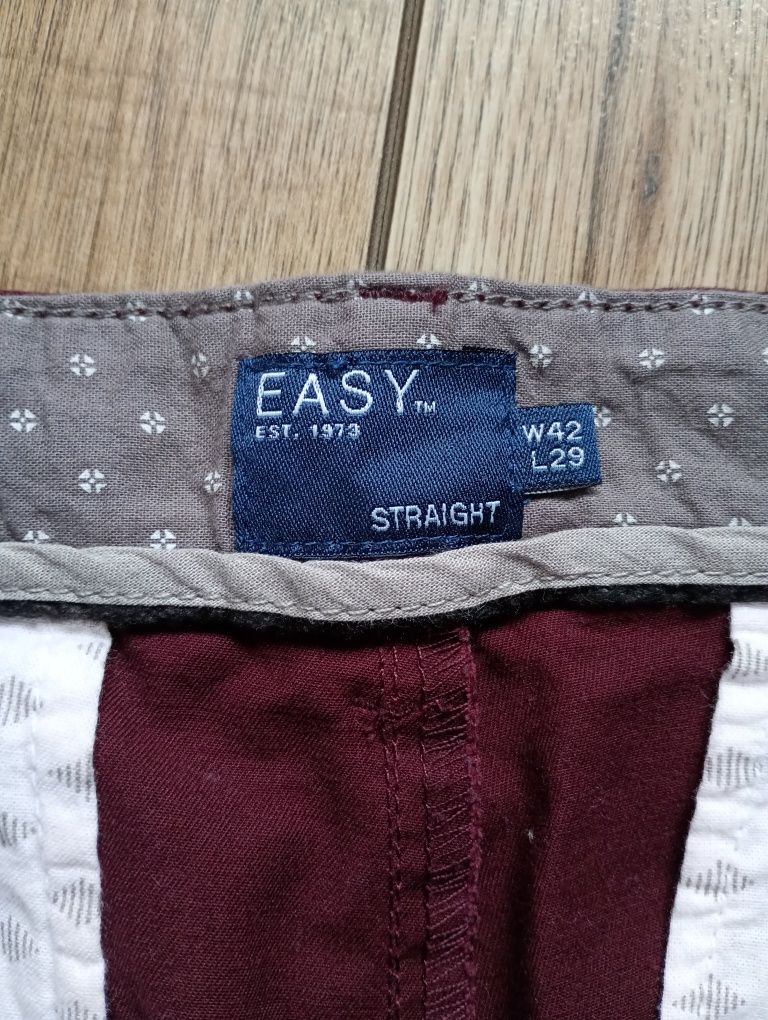 EASY™
EST. 1973
STRAIGHT
W42
L29